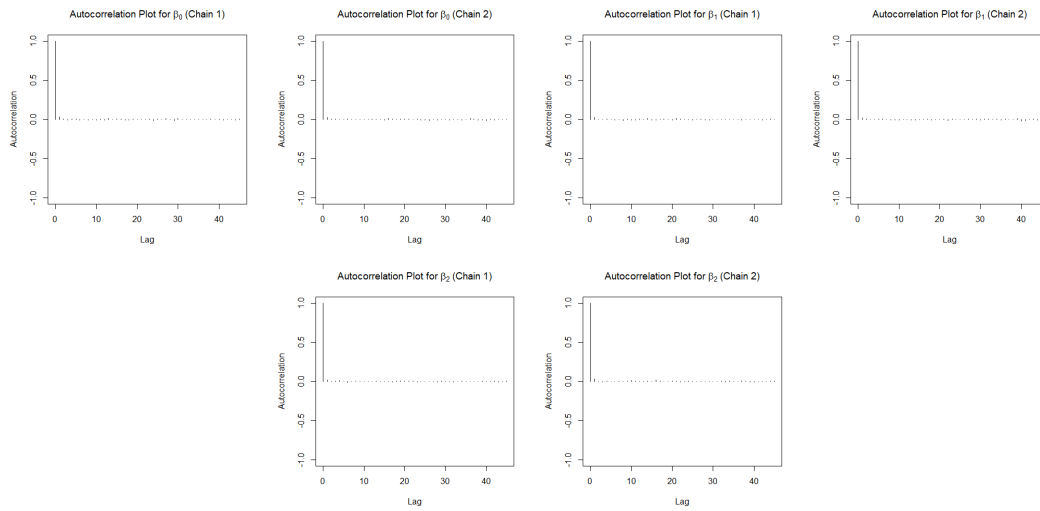 Autocorrelation Plot for β0 (Chain 1)
Autocorrelation Plot for β0 (Chain 2)
Autocorrelation Plot for β1 (Chain 1)
Autocorrelation Plot for β1 (Chain 2)
Autocorrelation
1.0
0.5
0.0
-0.5
-1.0
0 10 20 30 40
Lag
Autocorrelation
1.0
0.5
0.0
-0.5
-1.0
0 10 20 30 40
Lag
Autocorrelation
1.0
0.5
0.0
-0.5
-1.0
0 10 20 30 40
Lag
Autocorrelation
1.0
0.5
0.0
-0.5
-1.0
0 10 20 30 40
Lag
Autocorrelation Plot for β2 (Chain 1)
Autocorrelation Plot for β2 (Chain 2)
Autocorrelation
1.0
0.5
0.0
-0.5
-1.0
0 10 20 30 40
Lag
Autocorrelation
1.0
0.5
0.0
-0.5
-1.0
0 10 20 30 40
Lag